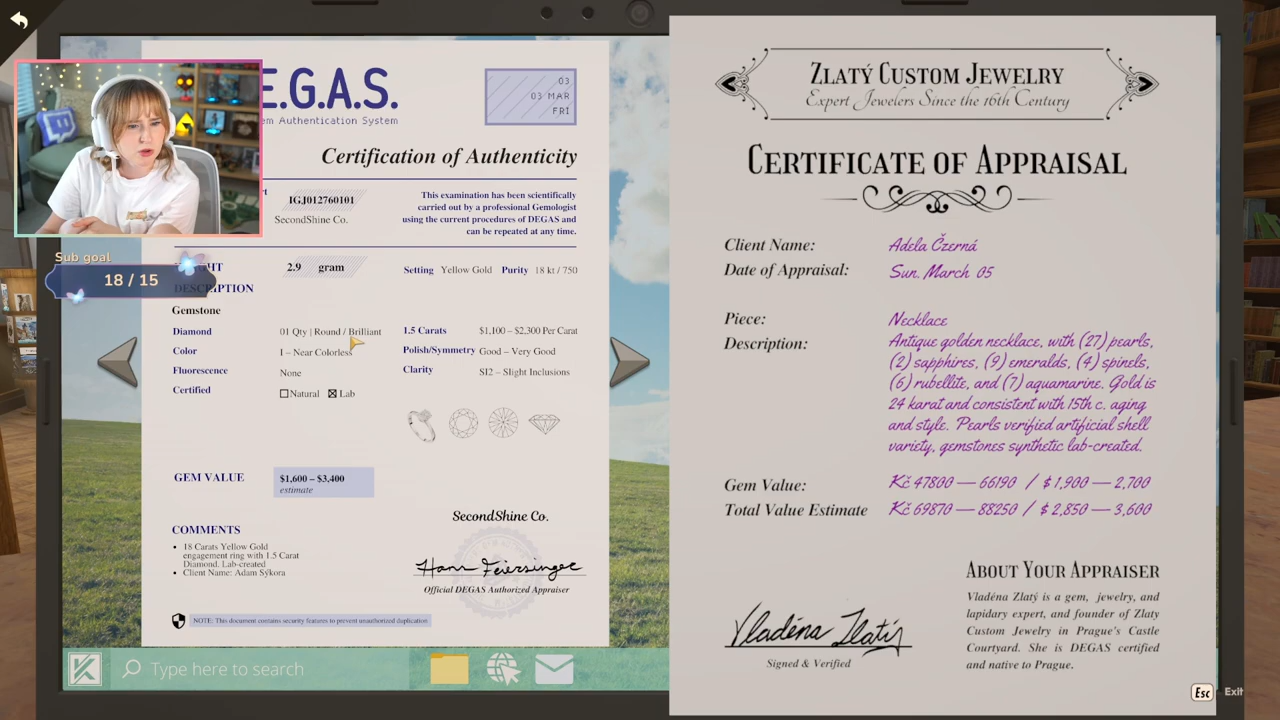 E.G.A.S.
em Authentication System
03
03 MAR
FRI
Certification of Authenticity
IGJ012760101
SecondShine Co.
This examination has been scientifically
carried out by a professional Gemologist
using the current procedures of DEGAS and
can be repeated at any time.
Sub goal
18 / 15
2.9 gram
Setting Yellow Gold Purity 18 kt / 750
DESCRIPTION
Gemstone
Diamond 01 Qty | Round / Brilliant 1.5 Carats $1,100 – $2,300 Per Carat
Color I – Near Colorless Polish/Symmetry Good – Very Good
Fluorescence None Clarity SI2 – Slight Inclusions
Certified Natural Lab
GEM VALUE $1,600 – $3,400
estimate
COMMENTS
• 18 Carats Yellow Gold
engagement ring with 1.5 Carat
Diamond. Lab-created
• Client Name: Adam Sýkora
SecondShine Co.
Hann Feiersinger
Official DEGAS Authorized Appraiser
NOTE: This document contains security features to prevent unauthorized duplication
Type here to search
Zlatý Custom Jewelry
Expert Jewelers Since the 16th Century
Certificate of Appraisal
Client Name: Adéla Čzerná
Date of Appraisal: Sun. March 05
Piece: Necklace
Description: Antique golden necklace, with (27) pearls,
(2) sapphires, (9) emeralds, (4) spinels,
(6) rubellite, and (7) aquamarine. Gold is
24 karat and consistent with 15th c. aging
and style. Pearls verified artificial shell
variety, gemstones synthetic lab-created.
Gem Value: Kč 47800 — 66190 / $ 1,900 — 2,700
Total Value Estimate Kč 69870 — 88250 / $ 2,850 — 3,600
Vladéna Zlatý
Signed & Verified
About Your Appraiser
Vladéna Zlatý is a gem, jewelry, and
lapidary expert, and founder of Zlaty
Custom Jewelry in Prague's Castle
Courtyard. She is DEGAS certified
and native to Prague.
Esc Exit